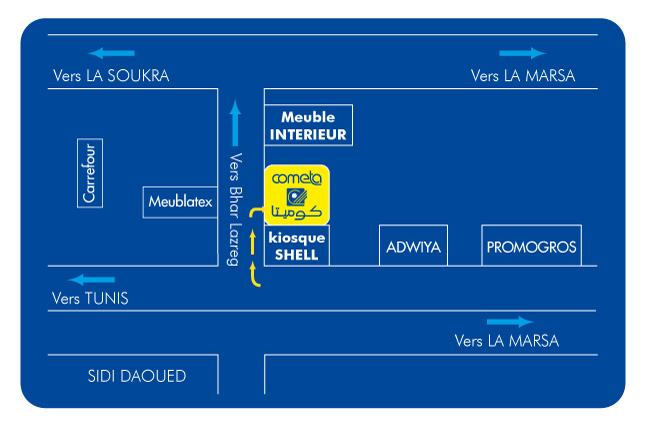 Vers LA SOUKRA
Vers LA MARSA
Meuble
INTERIEUR
Carrefour
Vers Bhar Lazreg
cometa
كوميتا
Meublatex
kiosque
SHELL
ADWIYA
PROMOGROS
Vers TUNIS
Vers LA MARSA
SIDI DAOUED